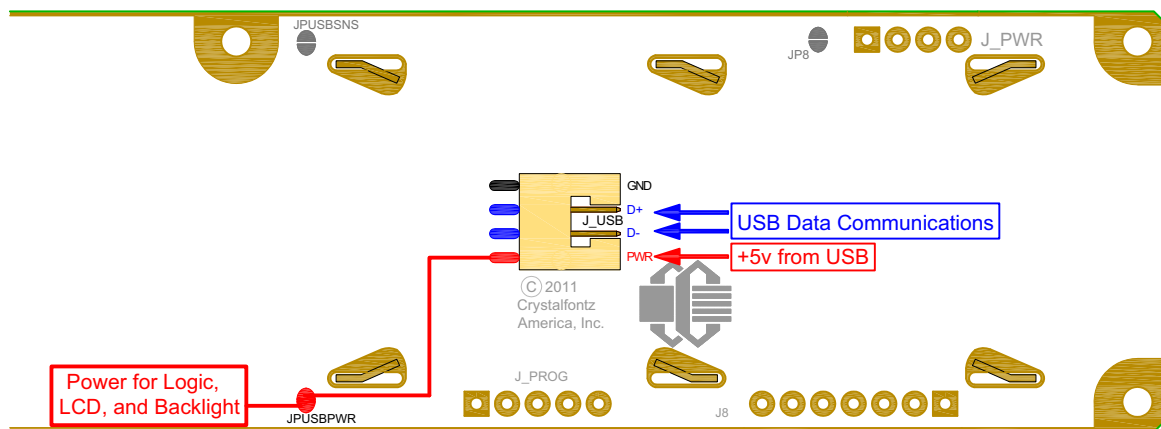 JPUSBSNS
JP8
J_PWR
GND
D+
J_USB
D-
PWR
USB Data Communications
+5v from USB
© 2011
Crystalfontz
America, Inc.
Power for Logic,
LCD, and Backlight
JPUSBPWR
J_PROG
J8